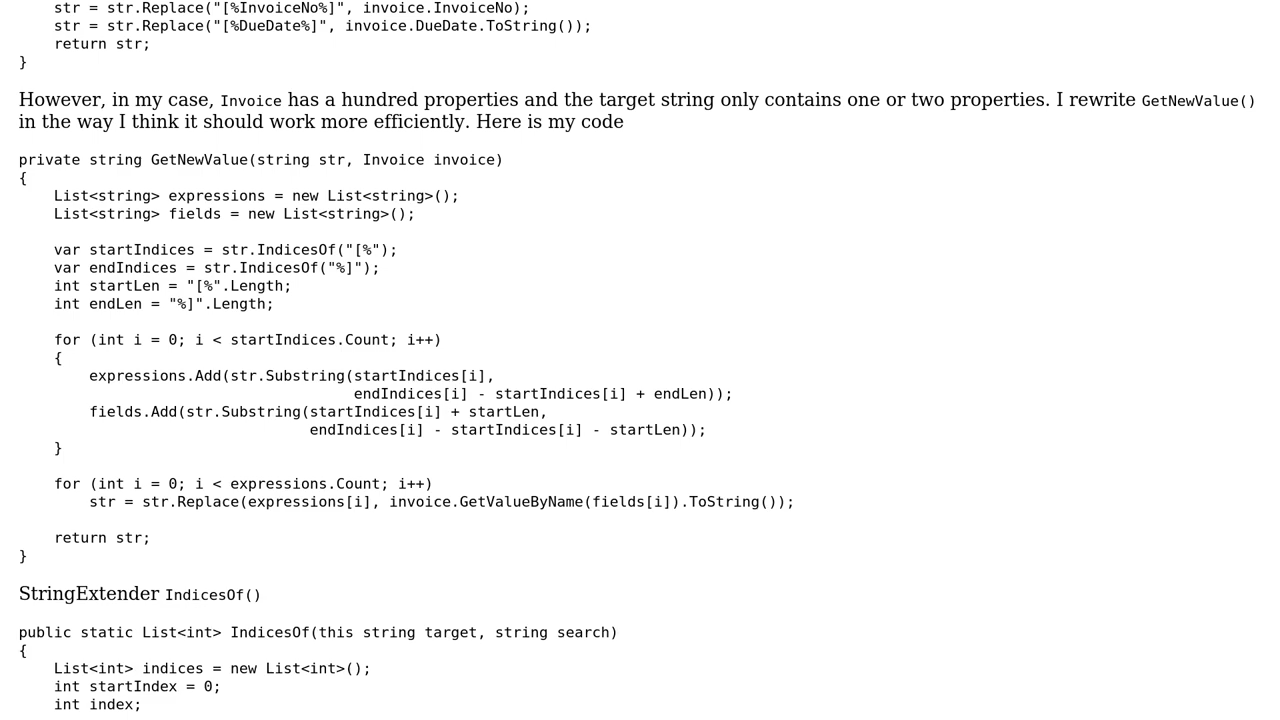 str = str.Replace("[%InvoiceNo%]", invoice.InvoiceNo);
    str = str.Replace("[%DueDate%]", invoice.DueDate.ToString());
    return str;
}
However, in my case, Invoice has a hundred properties and the target string only contains one or two properties. I rewrite GetNewValue()
in the way I think it should work more efficiently. Here is my code
private string GetNewValue(string str, Invoice invoice)
{
    List<string> expressions = new List<string>();
    List<string> fields = new List<string>();

    var startIndices = str.IndicesOf("[%");
    var endIndices = str.IndicesOf("%]");
    int startLen = "[%".Length;
    int endLen = "%]".Length;

    for (int i = 0; i < startIndices.Count; i++)
    {
        expressions.Add(str.Substring(startIndices[i],
                                      endIndices[i] - startIndices[i] + endLen));
        fields.Add(str.Substring(startIndices[i] + startLen,
                                 endIndices[i] - startIndices[i] - startLen));
    }

    for (int i = 0; i < expressions.Count; i++)
        str = str.Replace(expressions[i], invoice.GetValueByName(fields[i]).ToString());

    return str;
}
StringExtender IndicesOf()
public static List<int> IndicesOf(this string target, string search)
{
    List<int> indices = new List<int>();
    int startIndex = 0;
    int index;